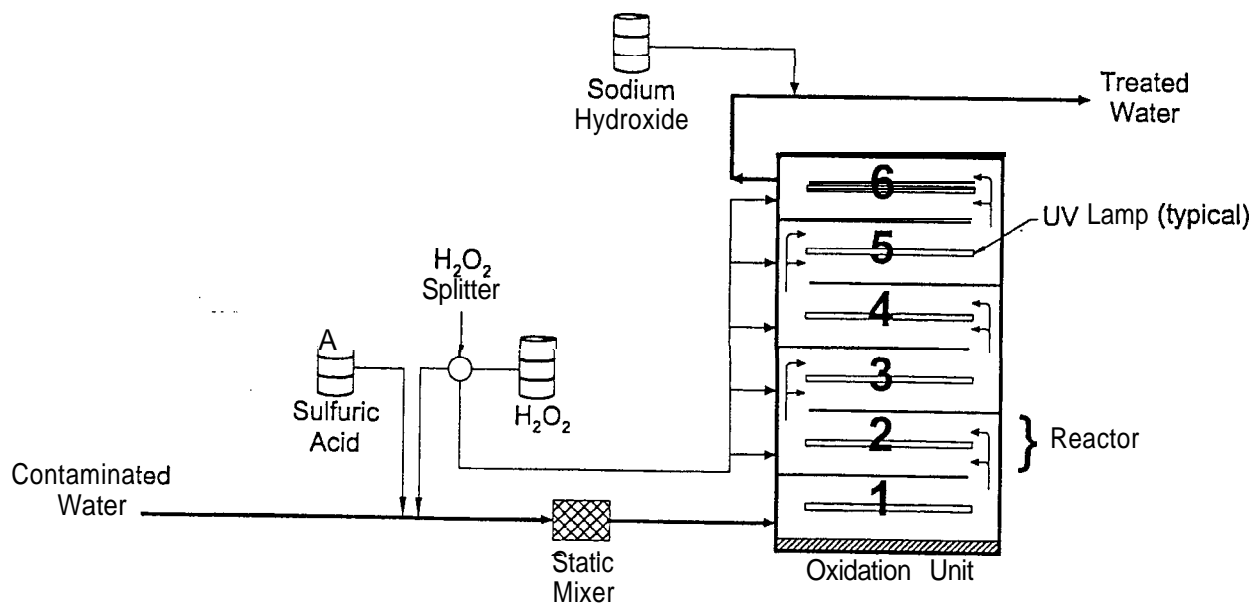 Sodium
Hydroxide
Treated
Water
6
UV Lamp (typical)
5
H₂O₂
Splitter
4
A
3
Sulfuric
Acid
H₂O₂
2
Reactor
Contaminated
Water
1
Static
Mixer
Oxidation Unit